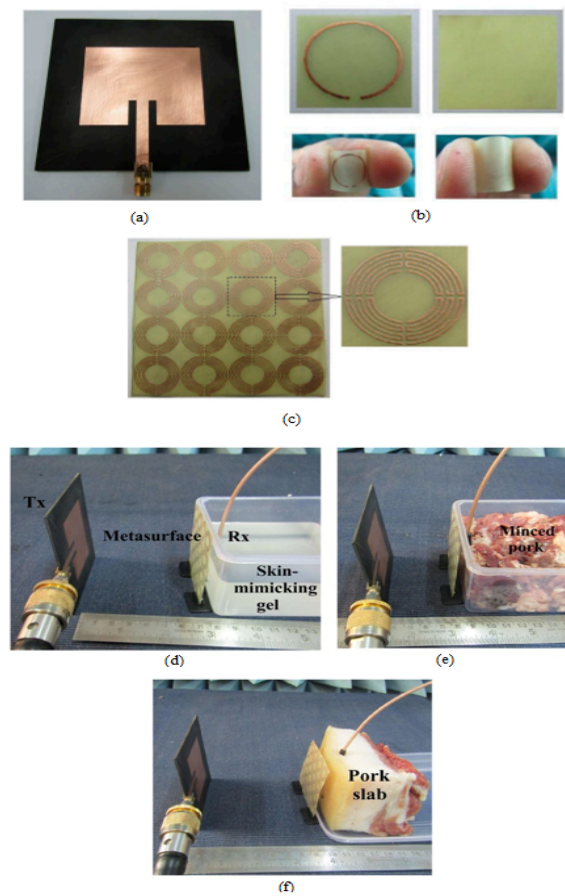 (a)
(b)
(c)
Tx
Metasurface
Rx
Skin-
mimicking
gel
(d)
Minced
pork
(e)
Pork
slab
(f)